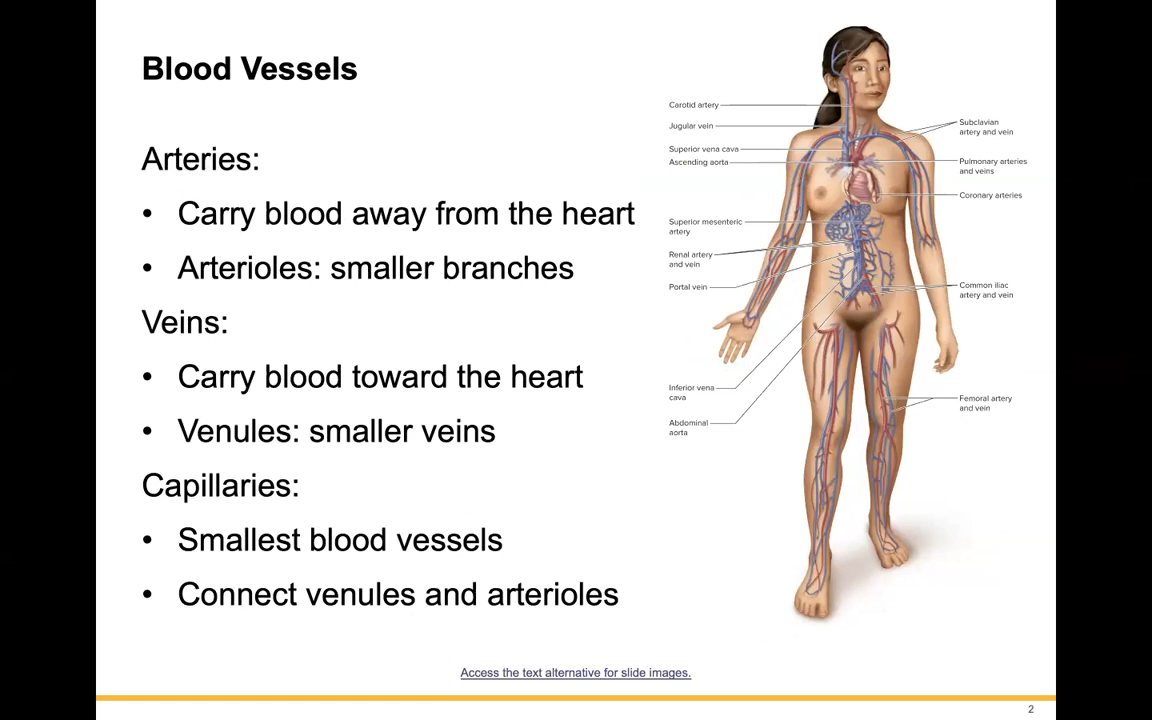 Blood Vessels
Arteries:
• Carry blood away from the heart
• Arterioles: smaller branches
Veins:
• Carry blood toward the heart
• Venules: smaller veins
Capillaries:
• Smallest blood vessels
• Connect venules and arterioles
Carotid artery
Jugular vein
Superior vena cava
Ascending aorta
Superior mesenteric
artery
Renal artery
and vein
Portal vein
Inferior vena
cava
Abdominal
aorta
Subclavian
artery and vein
Pulmonary arteries
and veins
Coronary arteries
Common iliac
artery and vein
Femoral artery
and vein
Access the text alternative for slide images.
2